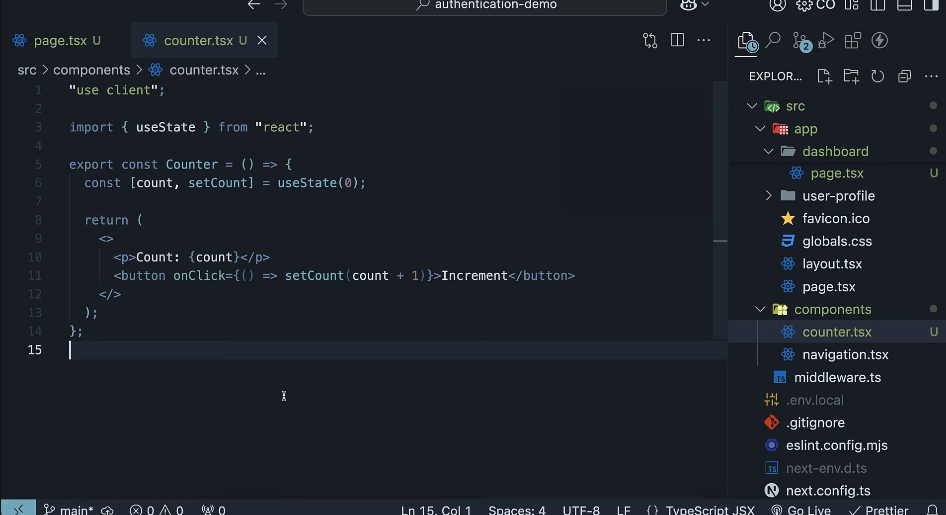 authentication-demo
CO
page.tsx U
counter.tsx U
src > components > counter.tsx > ...
1 "use client";
2
3 import { useState } from "react";
4
5 export const Counter = () => {
6 const [count, setCount] = useState(0);
7
8 return (
9 <>
10 <p>Count: {count}</p>
11 <button onClick={() => setCount(count + 1)}>Increment</button>
12 </>
13 );
14 };
15
2
EXPLOR...
src
app
dashboard
page.tsx U
user-profile
favicon.ico
globals.css
layout.tsx
page.tsx
components
counter.tsx U
navigation.tsx
TS middleware.ts
.env.local
.gitignore
eslint.config.mjs
TS next-env.d.ts
N next.config.ts
main* 0 0 0 Ln 15, Col 1 Spaces: 4 UTF-8 LF {} TypeScript JSX Go Live Prettier